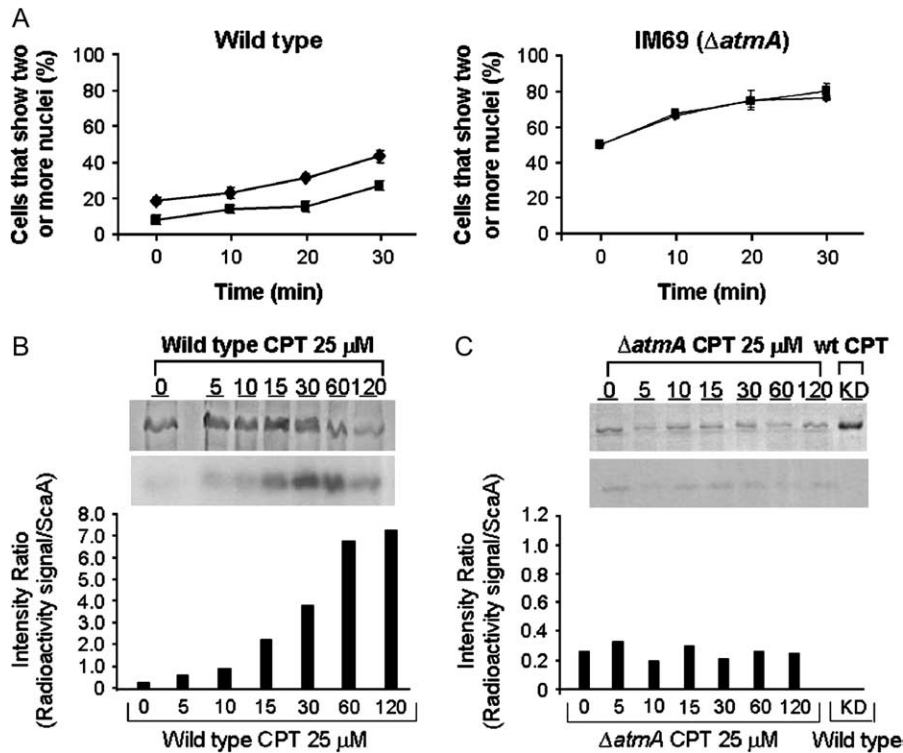 A
Wild type
Cells that show two
or more nuclei (%)
100
80
60
40
20
0
0 10 20 30
Time (min)
IM69 (ΔatmA)
Cells that show two
or more nuclei (%)
100
80
60
40
20
0
0 10 20 30
Time (min)
B
Wild type CPT 25 μM
0 5 10 15 30 60 120
Intensity Ratio
(Radioactivity signal/ScaA)
8.0
7.0
6.0
5.0
4.0
3.0
2.0
1.0
0
0 5 10 15 30 60 120
Wild type CPT 25 μM
C
ΔatmA CPT 25 μM wt CPT
0 5 10 15 30 60 120 KD
Intensity Ratio
(Radioactivity signal/ScaA)
1.2
1.0
0.8
0.6
0.4
0.2
0
0 5 10 15 30 60 120 KD
ΔatmA CPT 25 μM Wild type